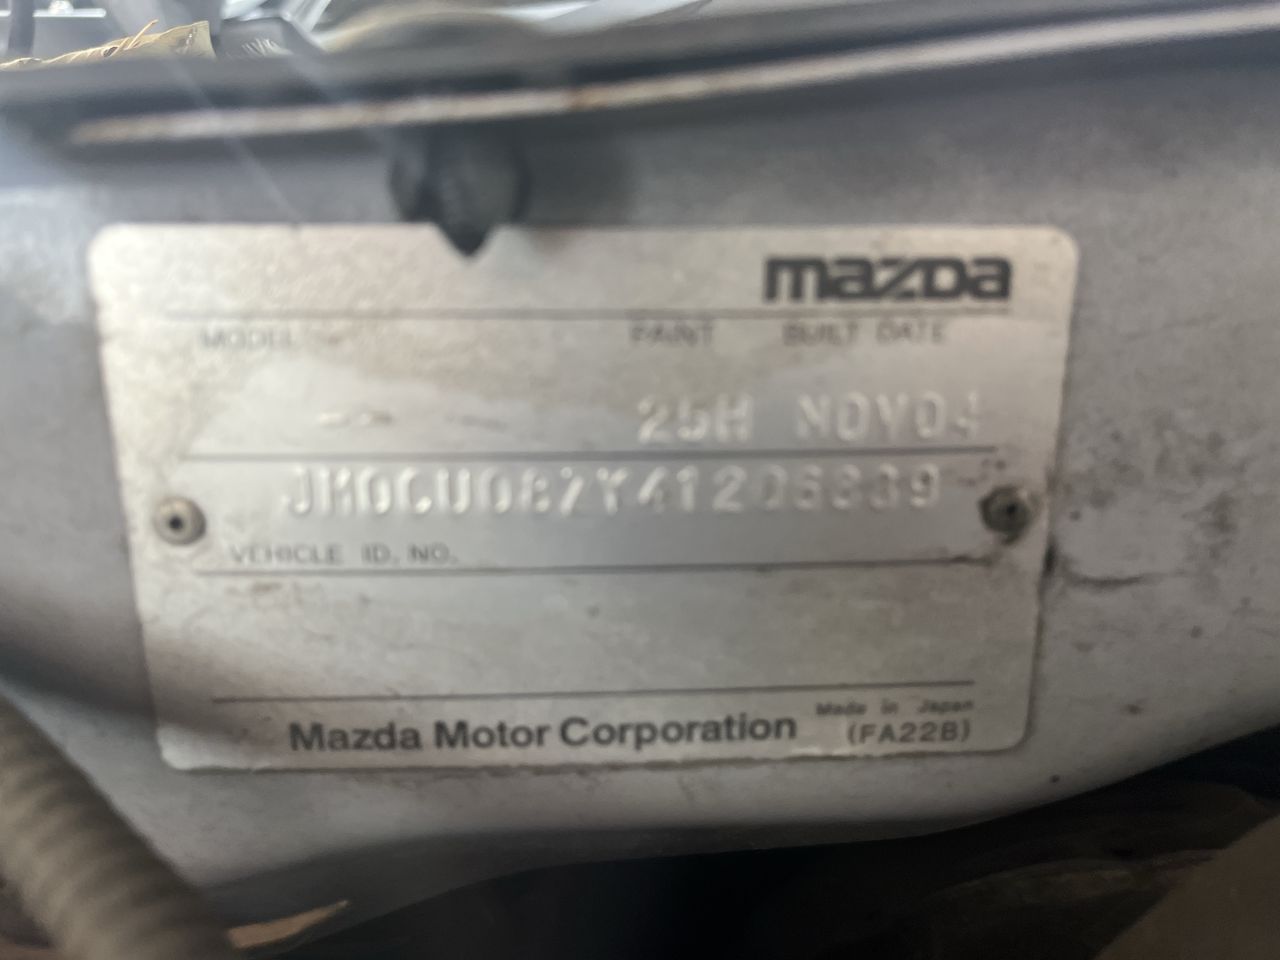 mazda
MODEL PAINT BUILT DATE
25H NOV04
VEHICLE ID. NO.
Made in Japan
Mazda Motor Corporation (FA22B)